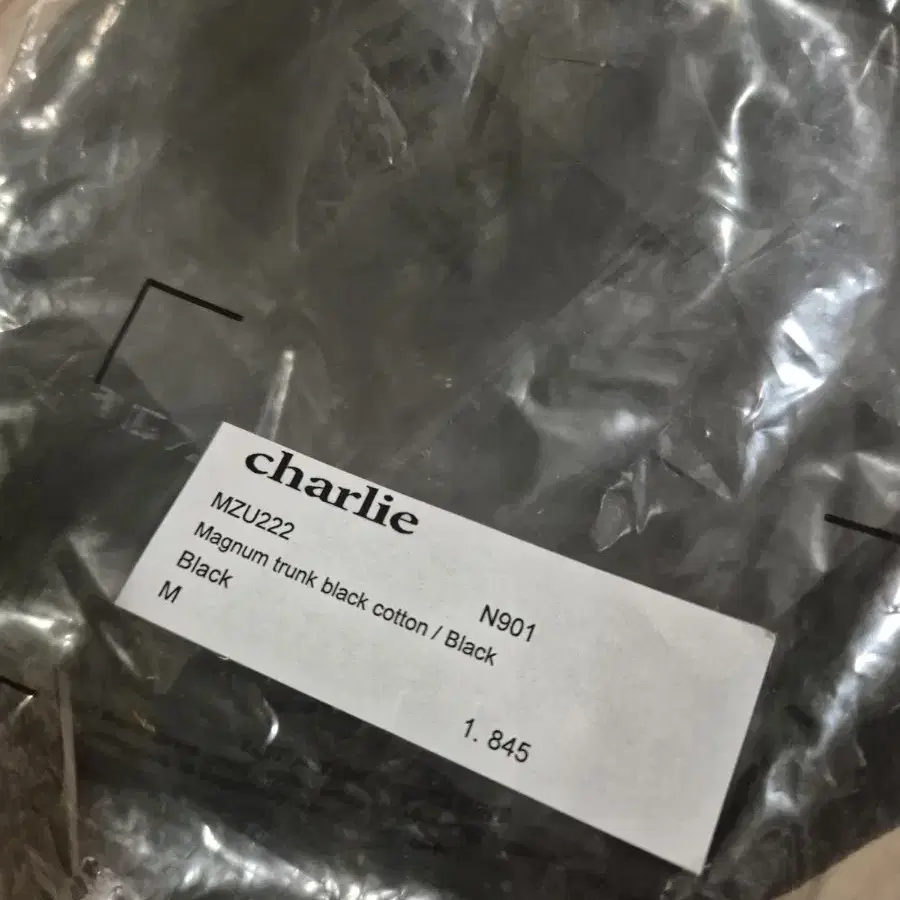 charlie
MZU222
N901
Magnum trunk black cotton / Black
Black
M
1. 845